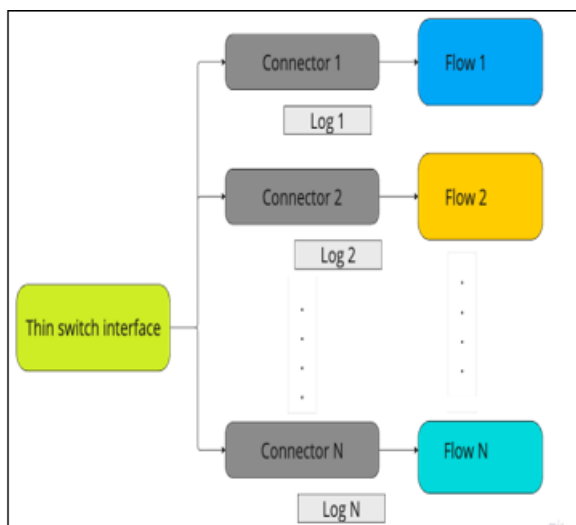 Connector 1
Flow 1
Log 1
Connector 2
Flow 2
Log 2
Thin switch interface
Connector N
Flow N
Log N